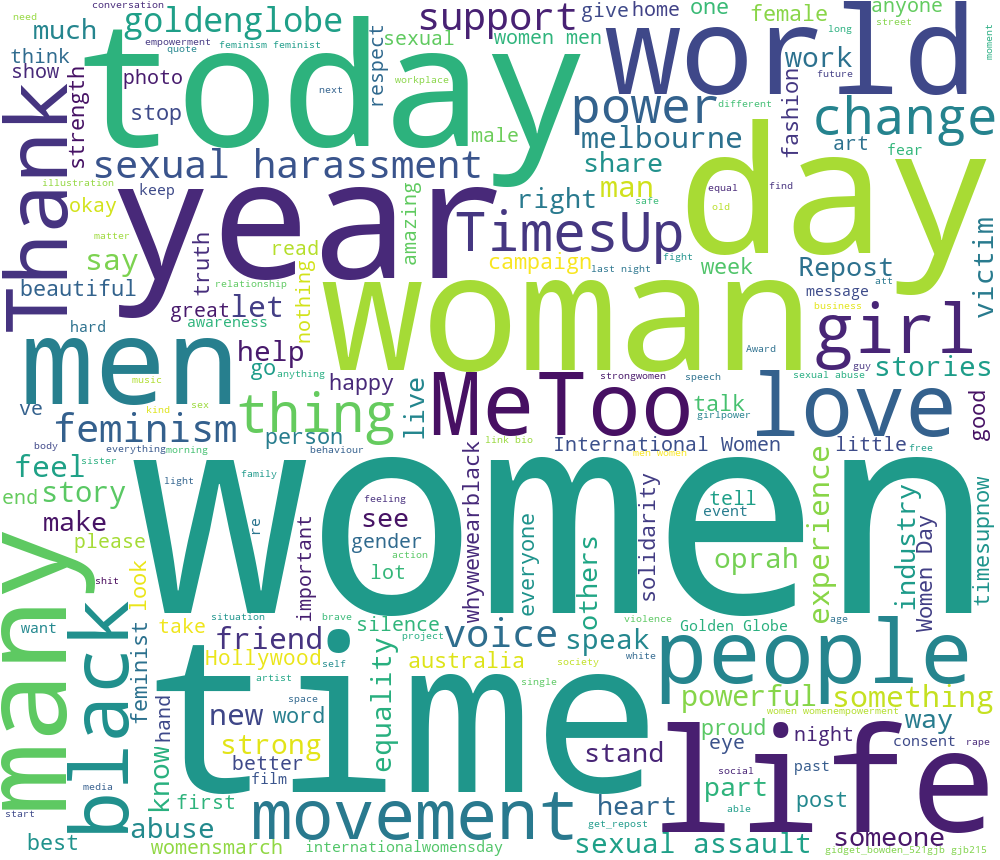 conversation
need
much
goldenglobe
support
give
home
one
female
anyone
street
long
think
show
strength
photo
stop
today
empowerment
quote
feminism feminist
sexual
women men
respect
workplace
next
world
work
moment
future
power
different
change
melbourne
fashion
art
fear
Thank
sexual harassment
male
share
man
equal
find
illustration
keep
okay
matter
year
amazing
right
safe
old
day
victim
say
truth
read
TimesUp
campaign
last night
fight
week
Repost
att
message
business
beautiful
relationship
nothing
great
let
awareness
hard
woman
girl
men
help
go
anything
happy
live
Award
strongwomen
speech
guy
sexual abuse
stories
music
ve
kind
sex
thing
MeToo
talk
girlpower
love
good
feminism
person
International Women
little
free
body
everything
morning
behaviour
link bio
men women
feel
sister
light
family
women
end
story
feeling
see
whywewearblack
everyone
solidarity
tell
event
experience
industry
Women Day
timesupnow
make
re
important
gender
please
action
lot
others
oprah
many
shit
look
black
want
situation
brave
silence
project
violence
Golden Globe
age
take
friend
voice
speak
people
feminist
Hollywood
self
equality
australia
society
white
time
artist
single
powerful
something
hand
new
space
word
women womenempowerment
way
strong
better
film
stand
proud
eye
night
consent
rape
know
media
social
past
life
first
part
post
start
movement
heart
able
abuse
best
womensmarch
internationalwomensday
get_repost
sexual assault
someone
gidget_bowden_521gjb gjb215